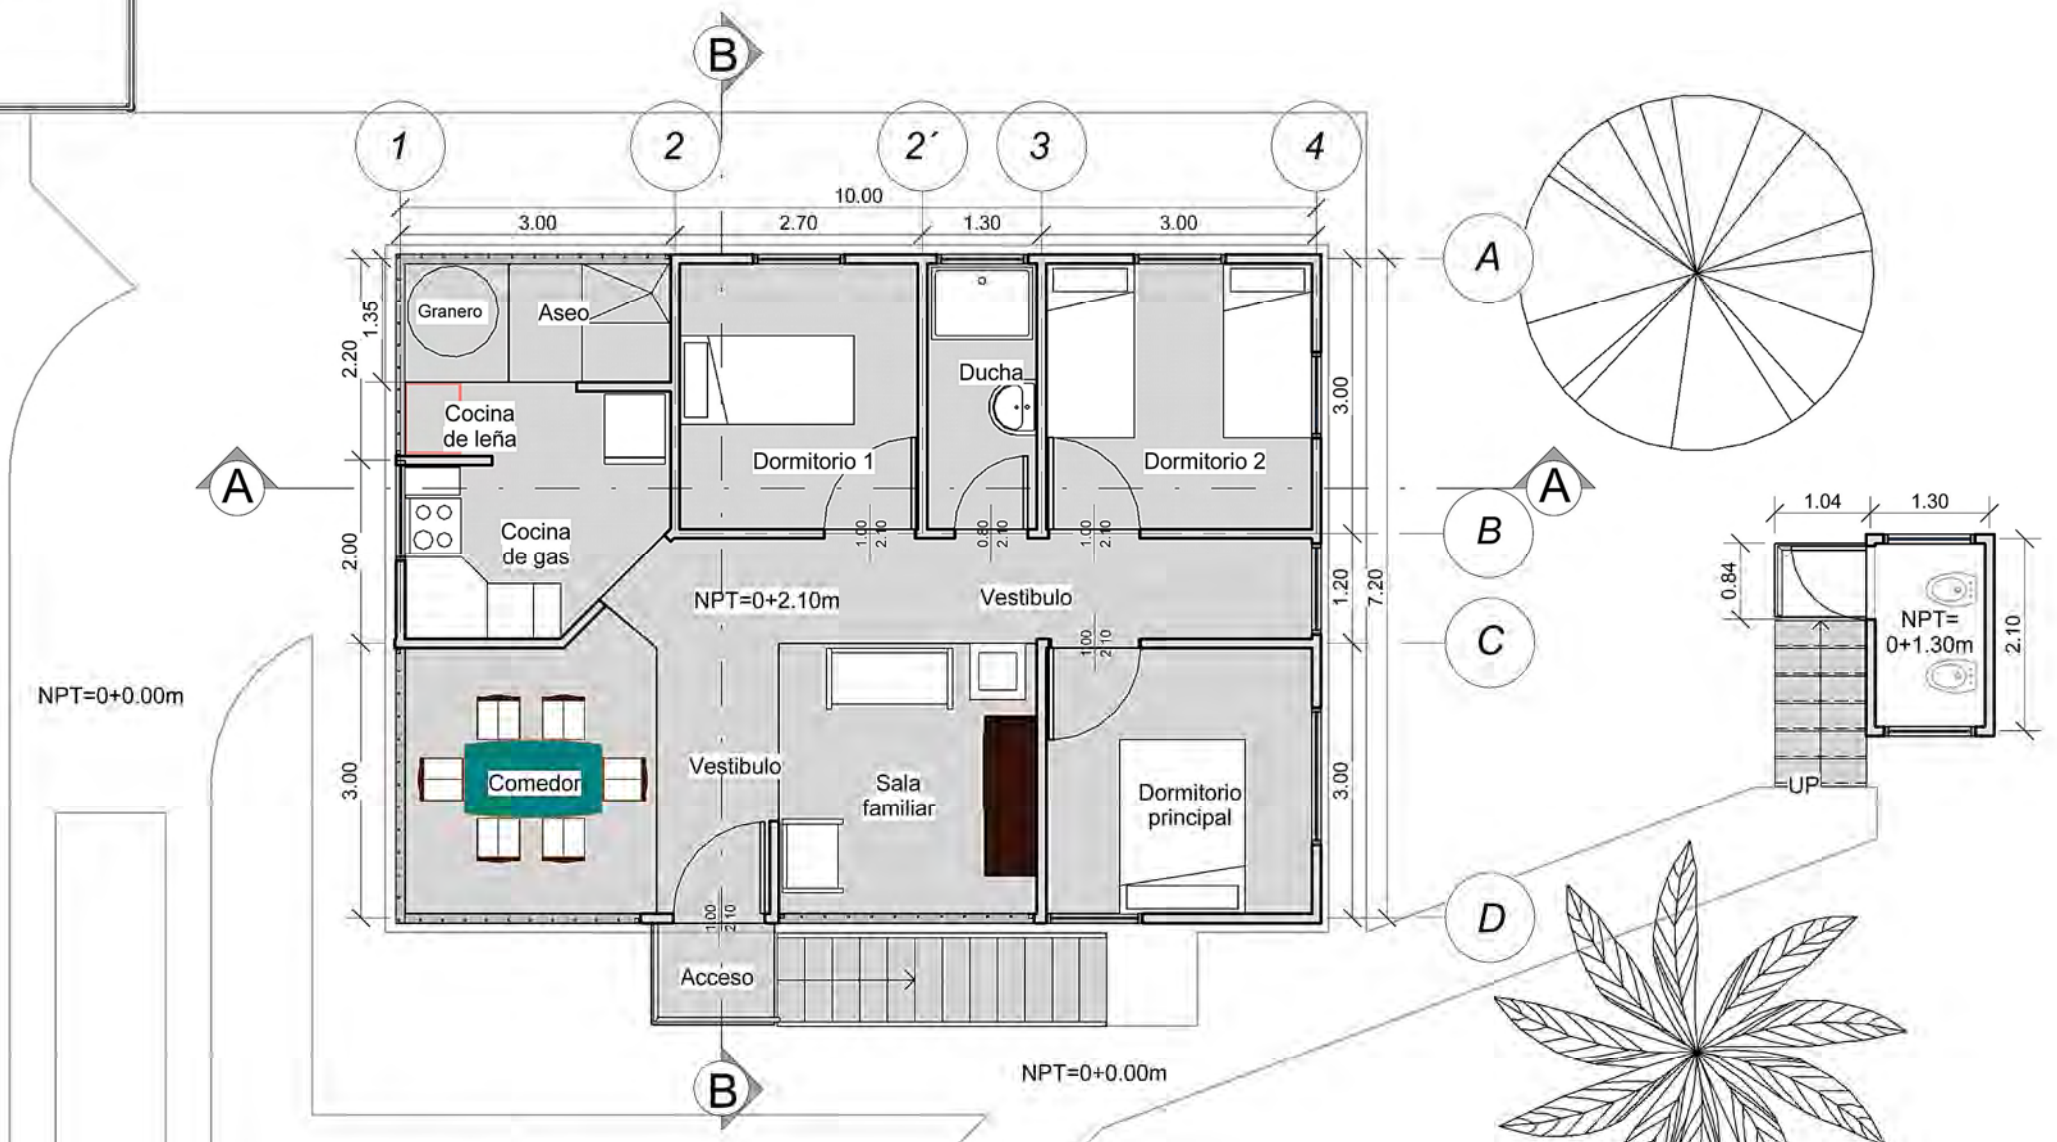 B
1
2
2´
3
4
10.00
3.00
2.70
1.30
3.00
A
1.35
2.20
Granero
Aseo
Ducha
3.00
Cocina
de leña
Dormitorio 1
Dormitorio 2
A
A
1.04
1.30
B
Cocina
de gas
2.00
1.00
2.10
0.80
2.10
1.00
2.10
0.84
NPT=0+2.10m
Vestibulo
1.20
7.20
C
NPT=
0+1.30m
2.10
1.00
2.10
NPT=0+0.00m
3.00
Comedor
Vestibulo
Sala
familiar
Dormitorio
principal
3.00
UP
1.00
2.10
D
Acceso
NPT=0+0.00m
B